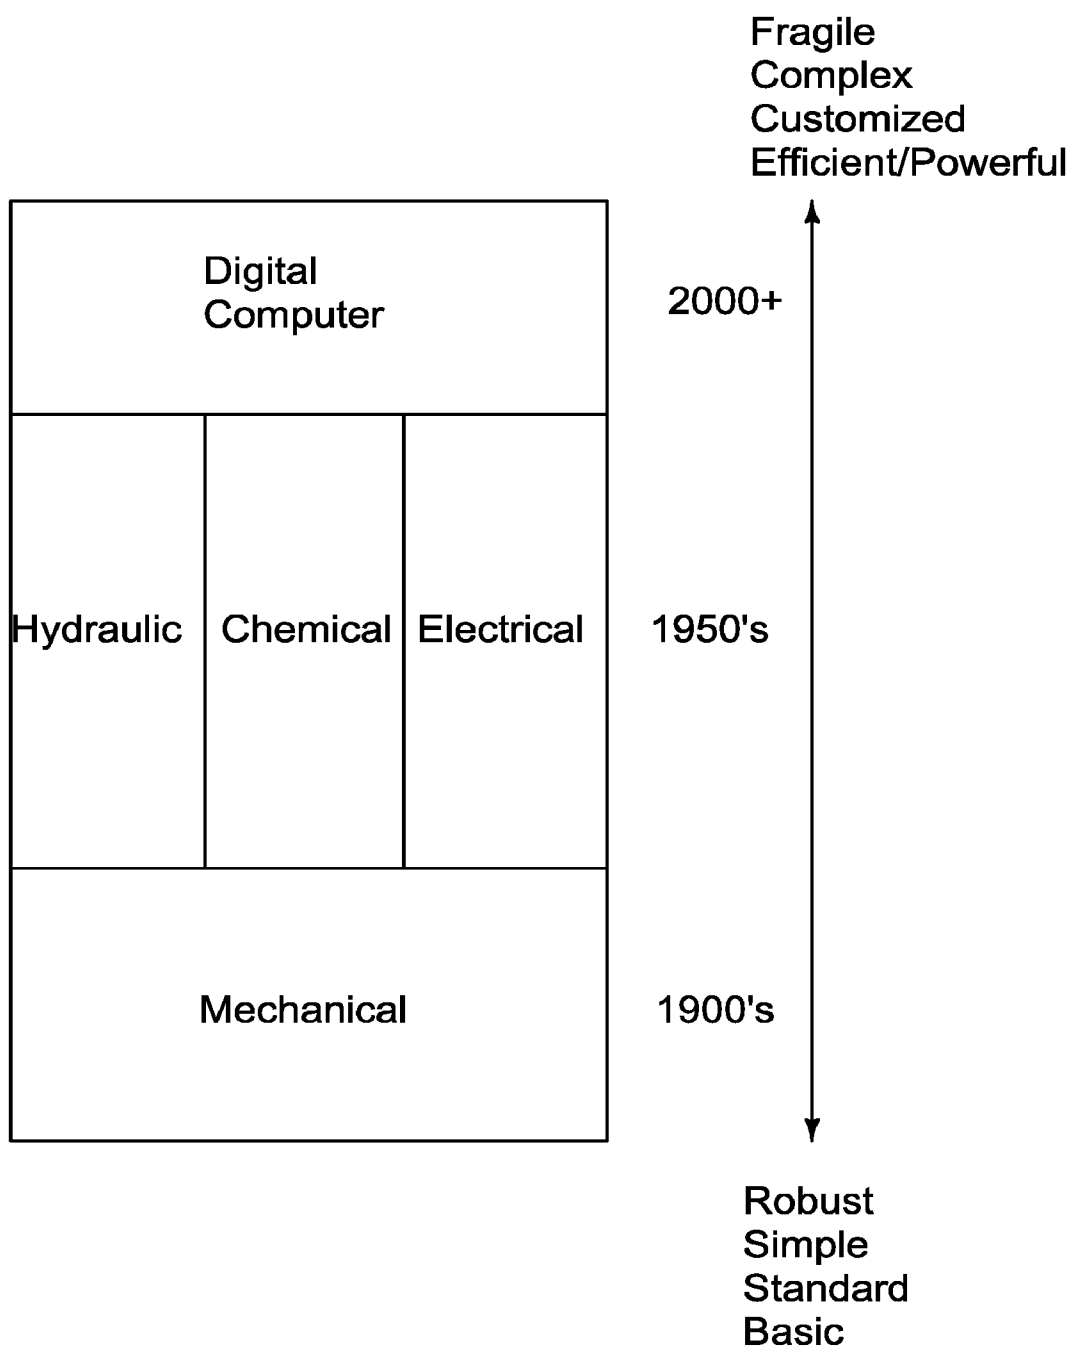 Fragile
Complex
Customized
Efficient/Powerful
Digital
Computer
2000+
Hydraulic
Chemical
Electrical
1950's
Mechanical
1900's
Robust
Simple
Standard
Basic